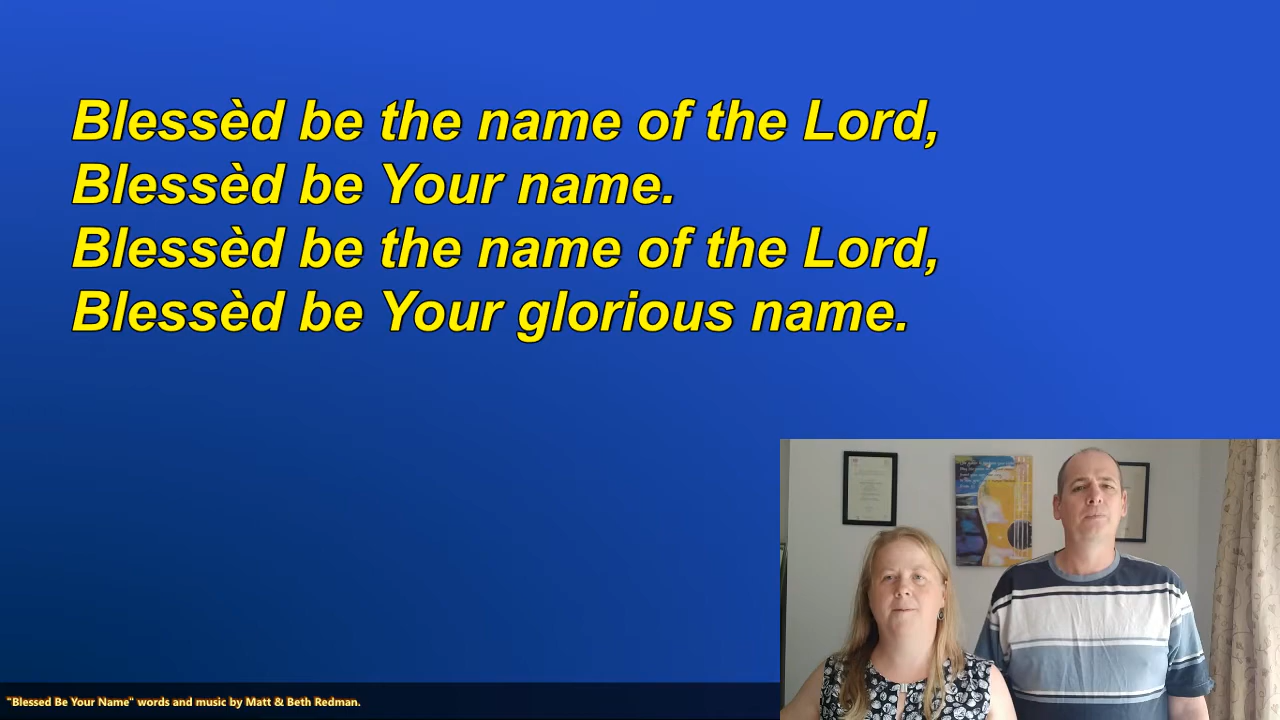 Blessèd be the name of the Lord,
Blessèd be Your name.
Blessèd be the name of the Lord,
Blessèd be Your glorious name.
"Blessed Be Your Name" words and music by Matt & Beth Redman.